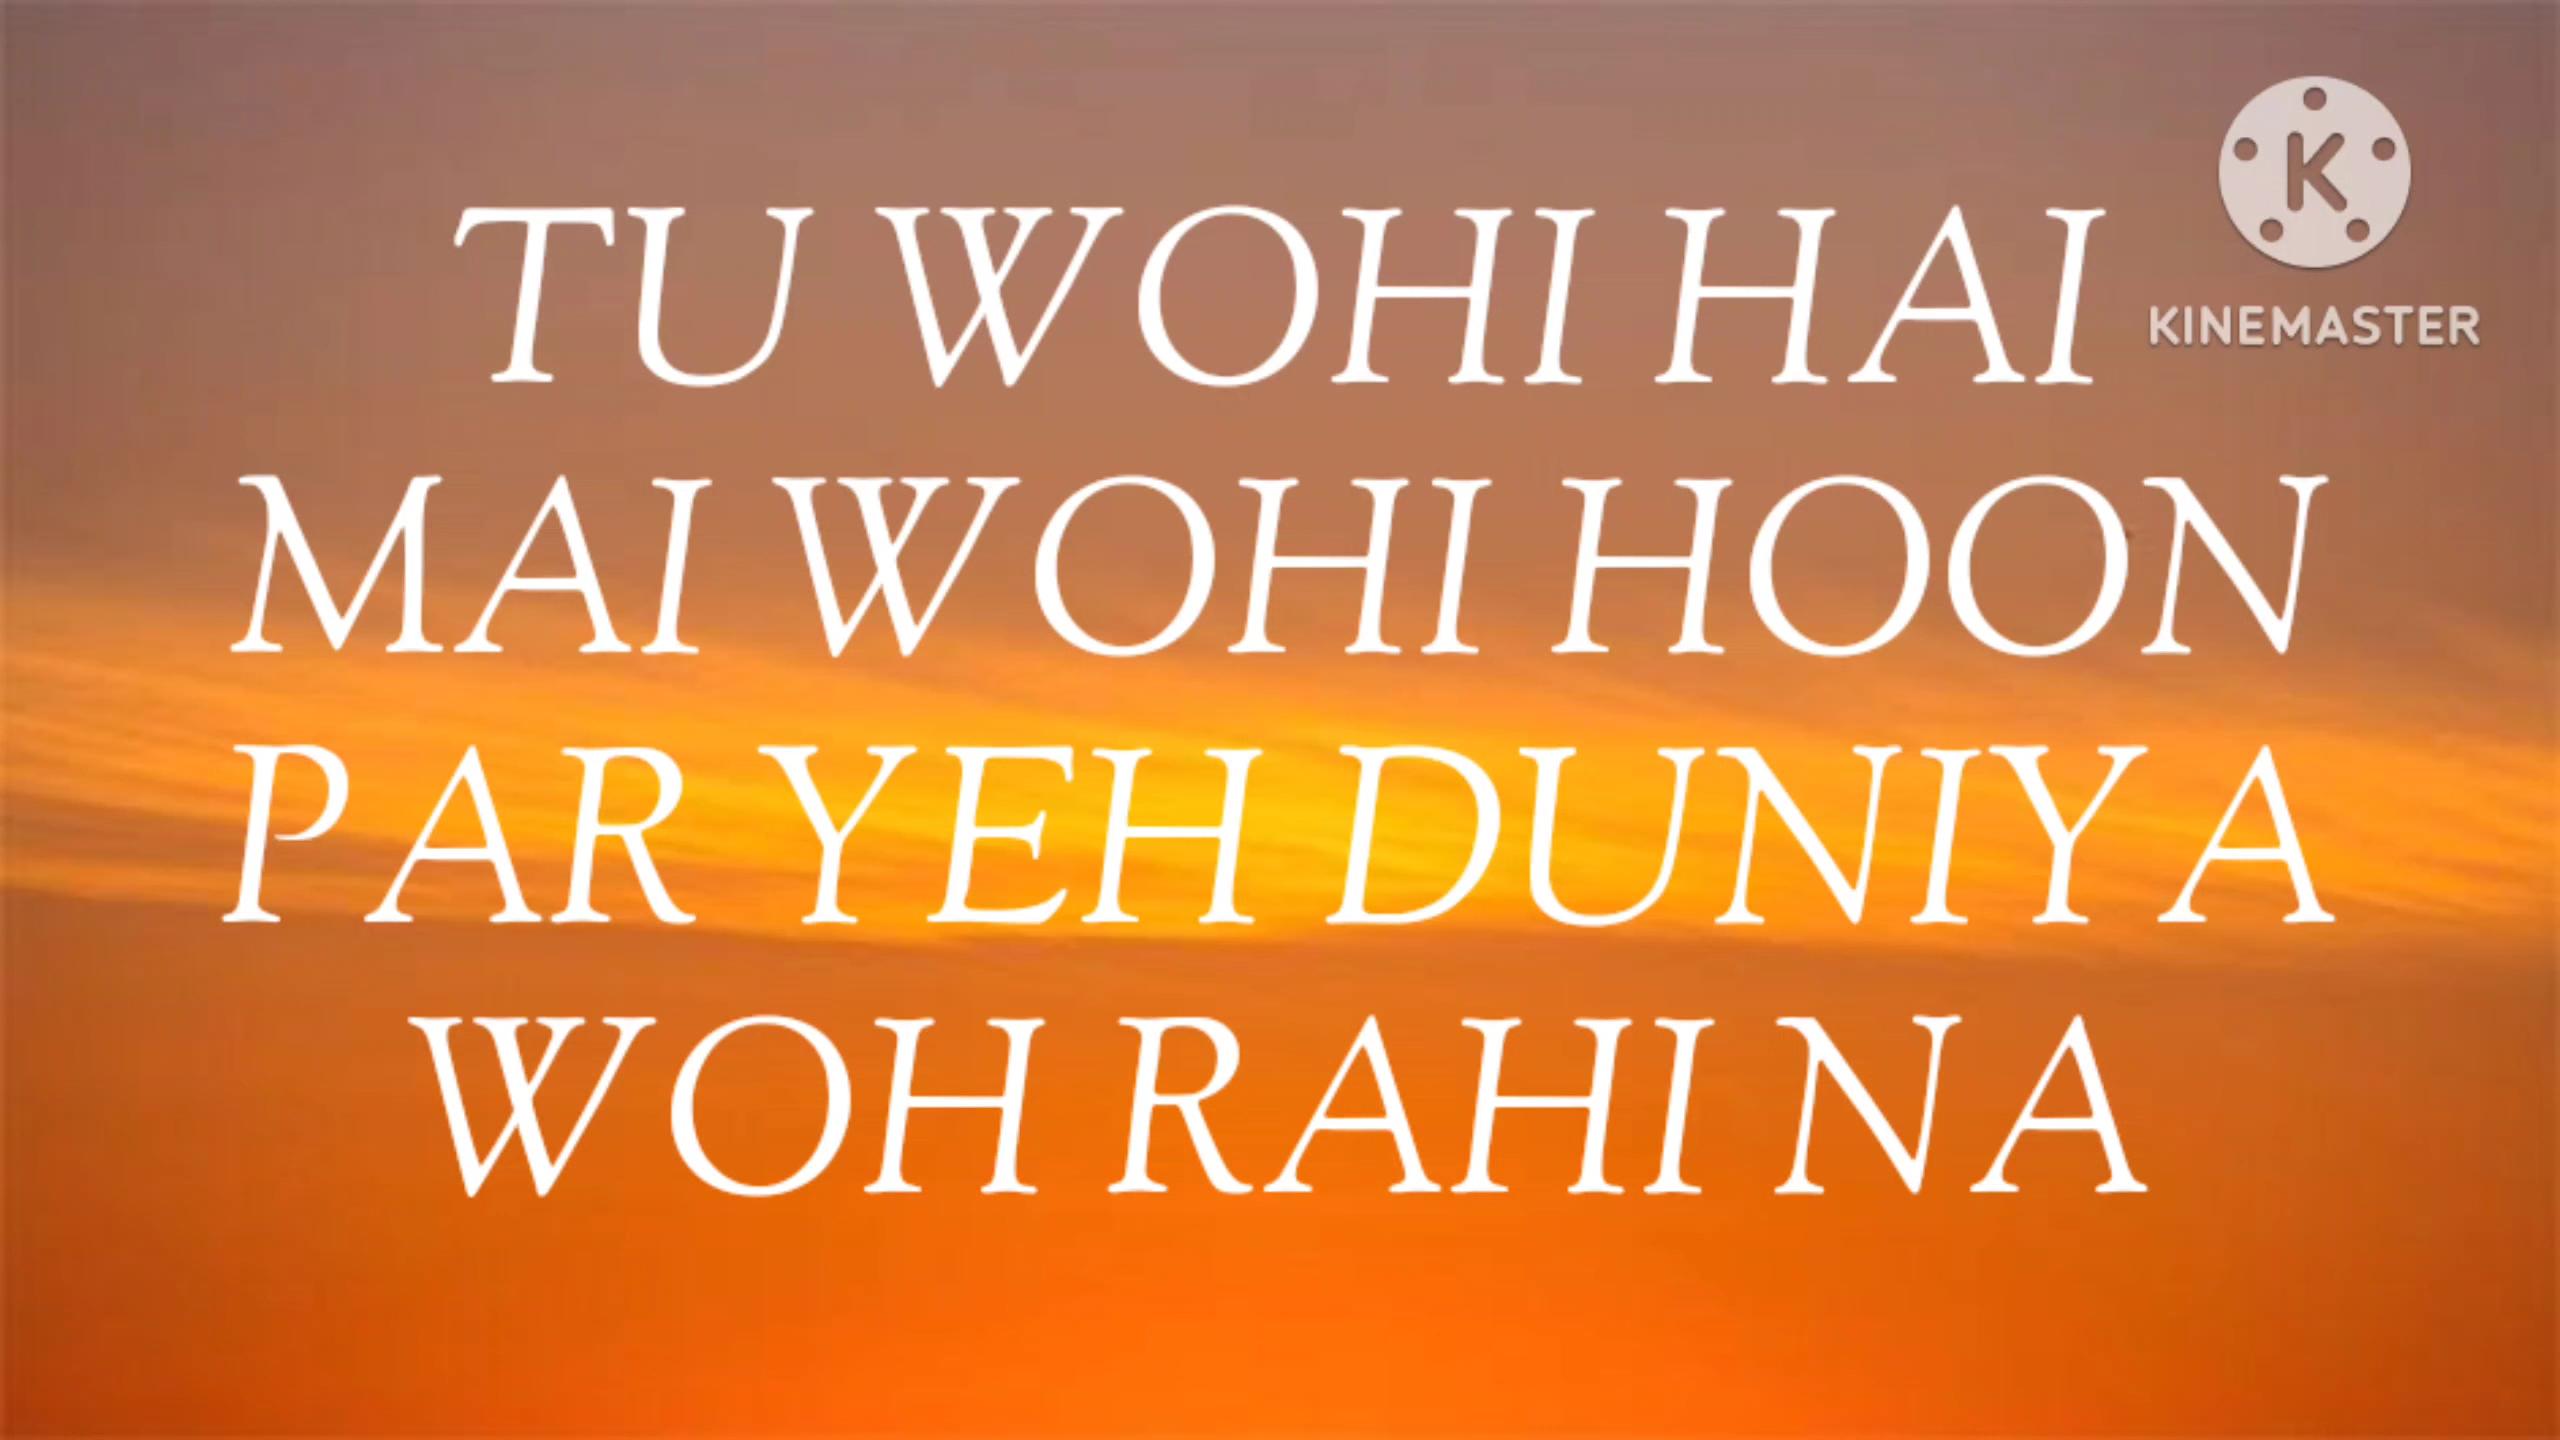 TU WOHI HAI
KINEMASTER
MAI WOHI HOON
PAR YEH DUNIYA
WOH RAHI NA